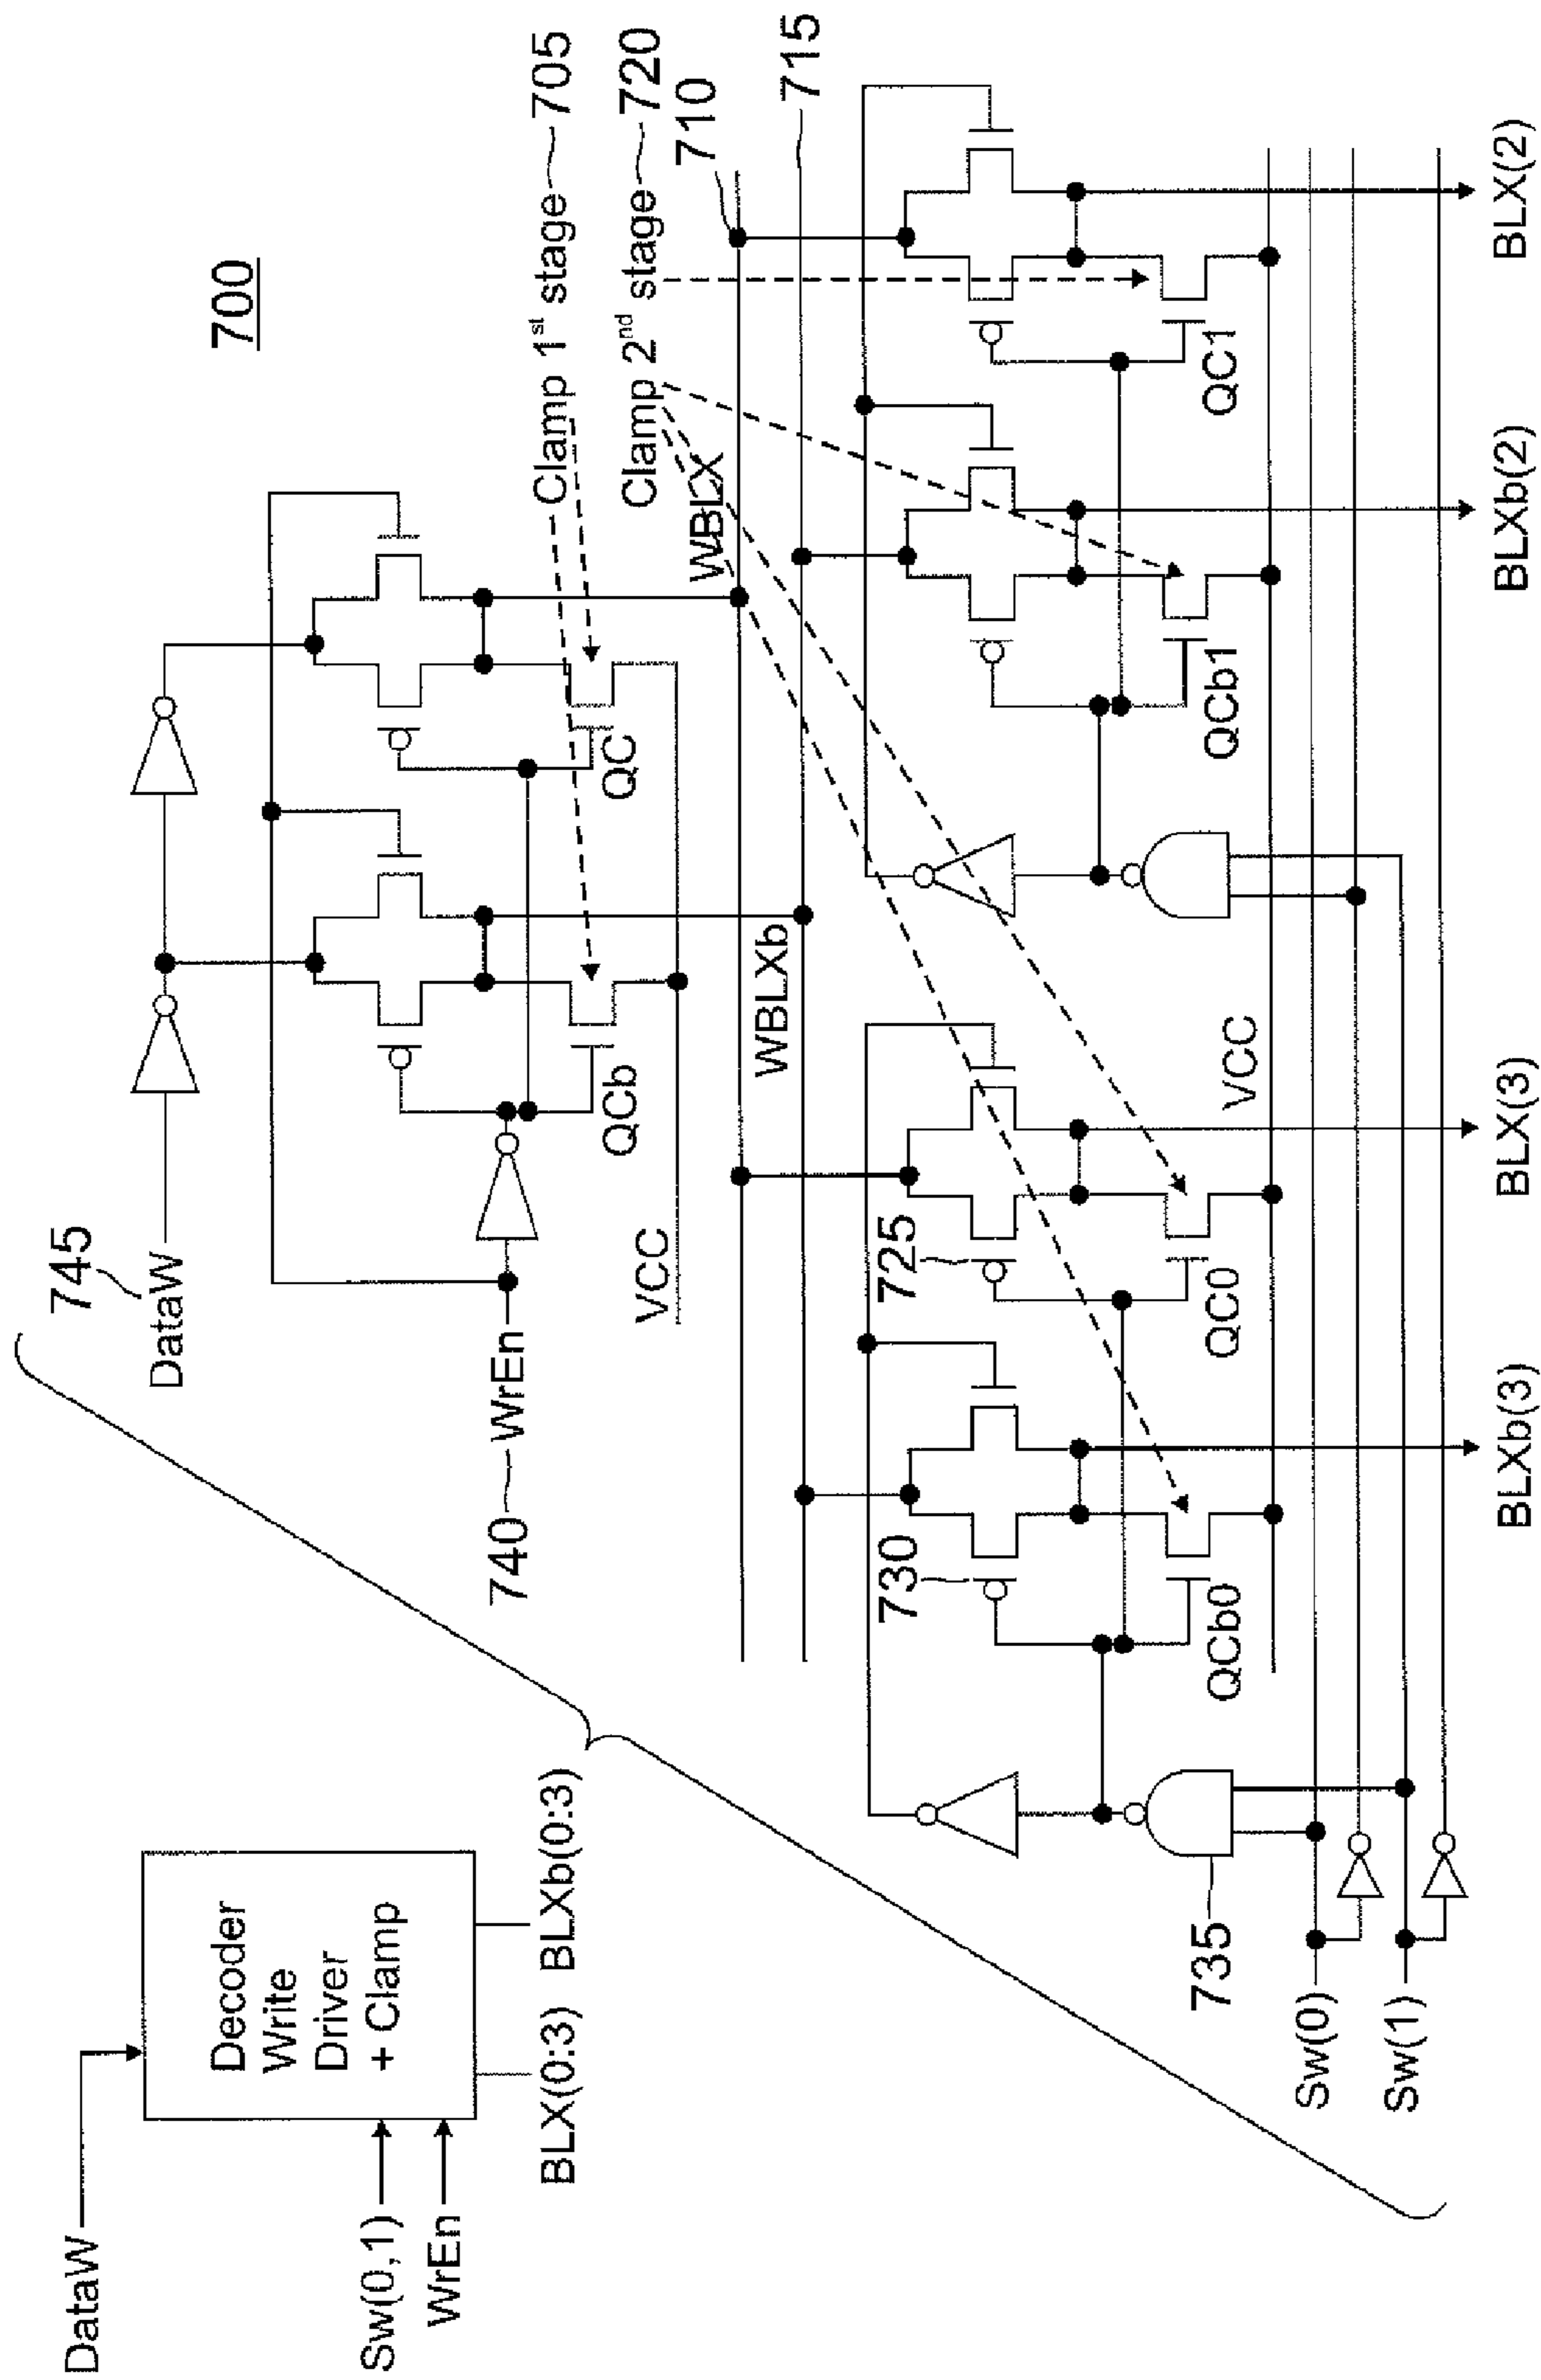 700
DataW
Sw(0,1)
WrEn
Decoder
Write
Driver
+ Clamp
BLX(0:3) BLXb(0:3)
745
DataW
740
WrEn
VCC
QCb
QC
Clamp 1st stage
705
Clamp 2nd stage
720
710
WBLX
715
WBLXb
730
725
QCb0
QC0
VCC
QCb1
QC1
735
Sw(0)
Sw(1)
BLXb(3)
BLX(3)
BLXb(2)
BLX(2)